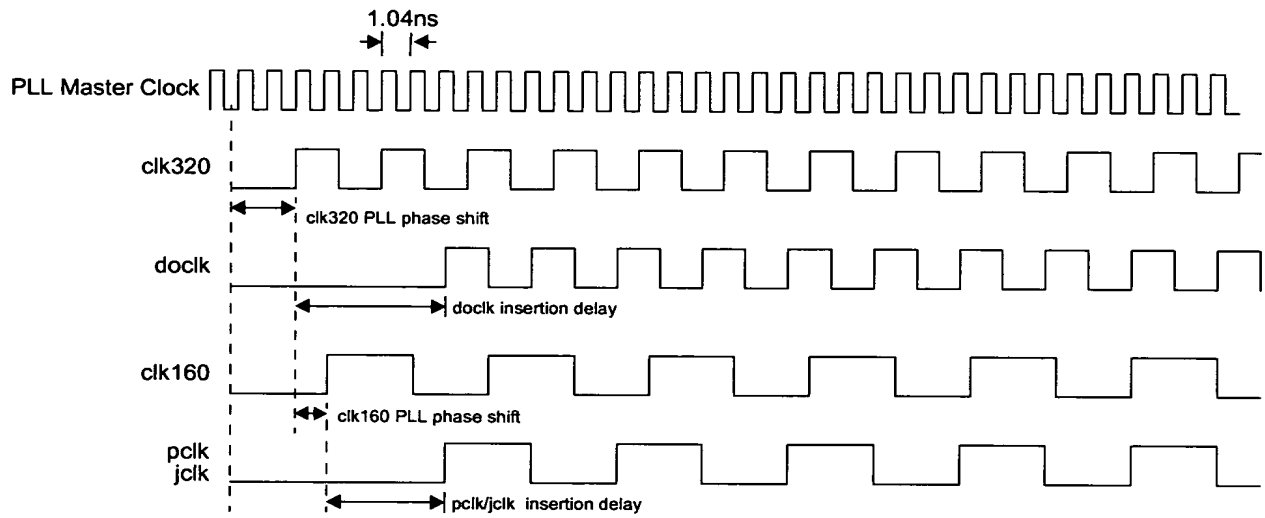 1.04ns
PLL Master Clock
clk320
clk320 PLL phase shift
doclk
doclk insertion delay
clk160
clk160 PLL phase shift
pclk
jclk
pclk/jclk insertion delay